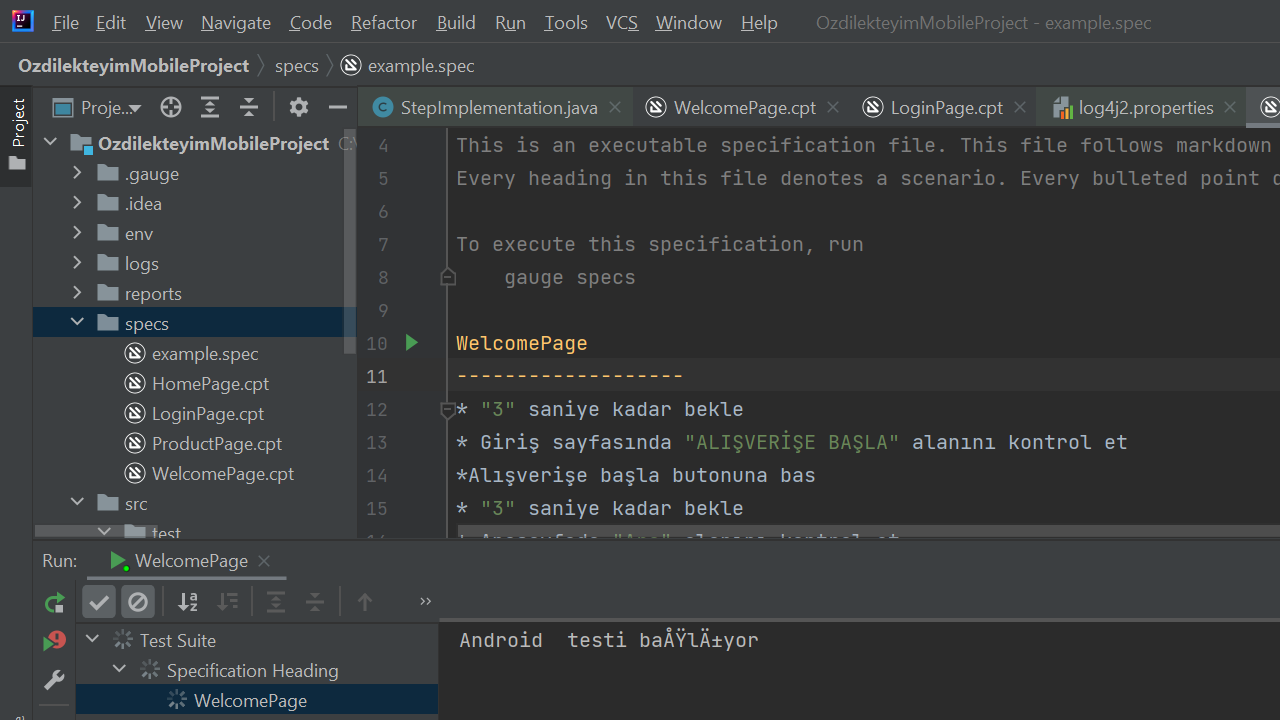 File Edit View Navigate Code Refactor Build Run Tools VCS Window Help OzdilekteyimMobileProject - example.spec
OzdilekteyimMobileProject specs example.spec
Project
Proje...
StepImplementation.java WelcomePage.cpt LoginPage.cpt log4j2.properties
OzdilekteyimMobileProject
.gauge
.idea
env
logs
reports
specs
example.spec
HomePage.cpt
LoginPage.cpt
ProductPage.cpt
WelcomePage.cpt
src
test
4 This is an executable specification file. This file follows markdown
5 Every heading in this file denotes a scenario. Every bulleted point
6
7 To execute this specification, run
8 gauge specs
9
10 WelcomePage
11 -------------------
12 * "3" saniye kadar bekle
13 * Giriş sayfasında "ALIŞVERİŞE BAŞLA" alanını kontrol et
14 *Alışverişe başla butonuna bas
15 * "3" saniye kadar bekle
Run: WelcomePage
Test Suite
Specification Heading
WelcomePage
Android  testi baÅŸlÄ±yor